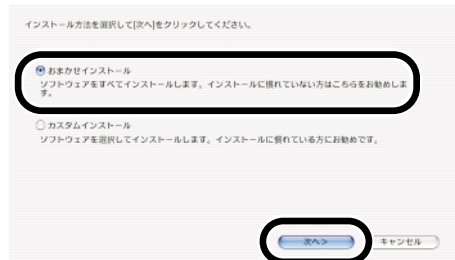 インストール方法を選択して[次へ]をクリックしてください。
おまかせインストール
ソフトウェアをすべてインストールします。インストールに慣れていない方はこちらをお勧めしま
す。
カスタムインストール
ソフトウェアを選択してインストールします。インストールに慣れている方にお勧めです。
次へ> キャンセル